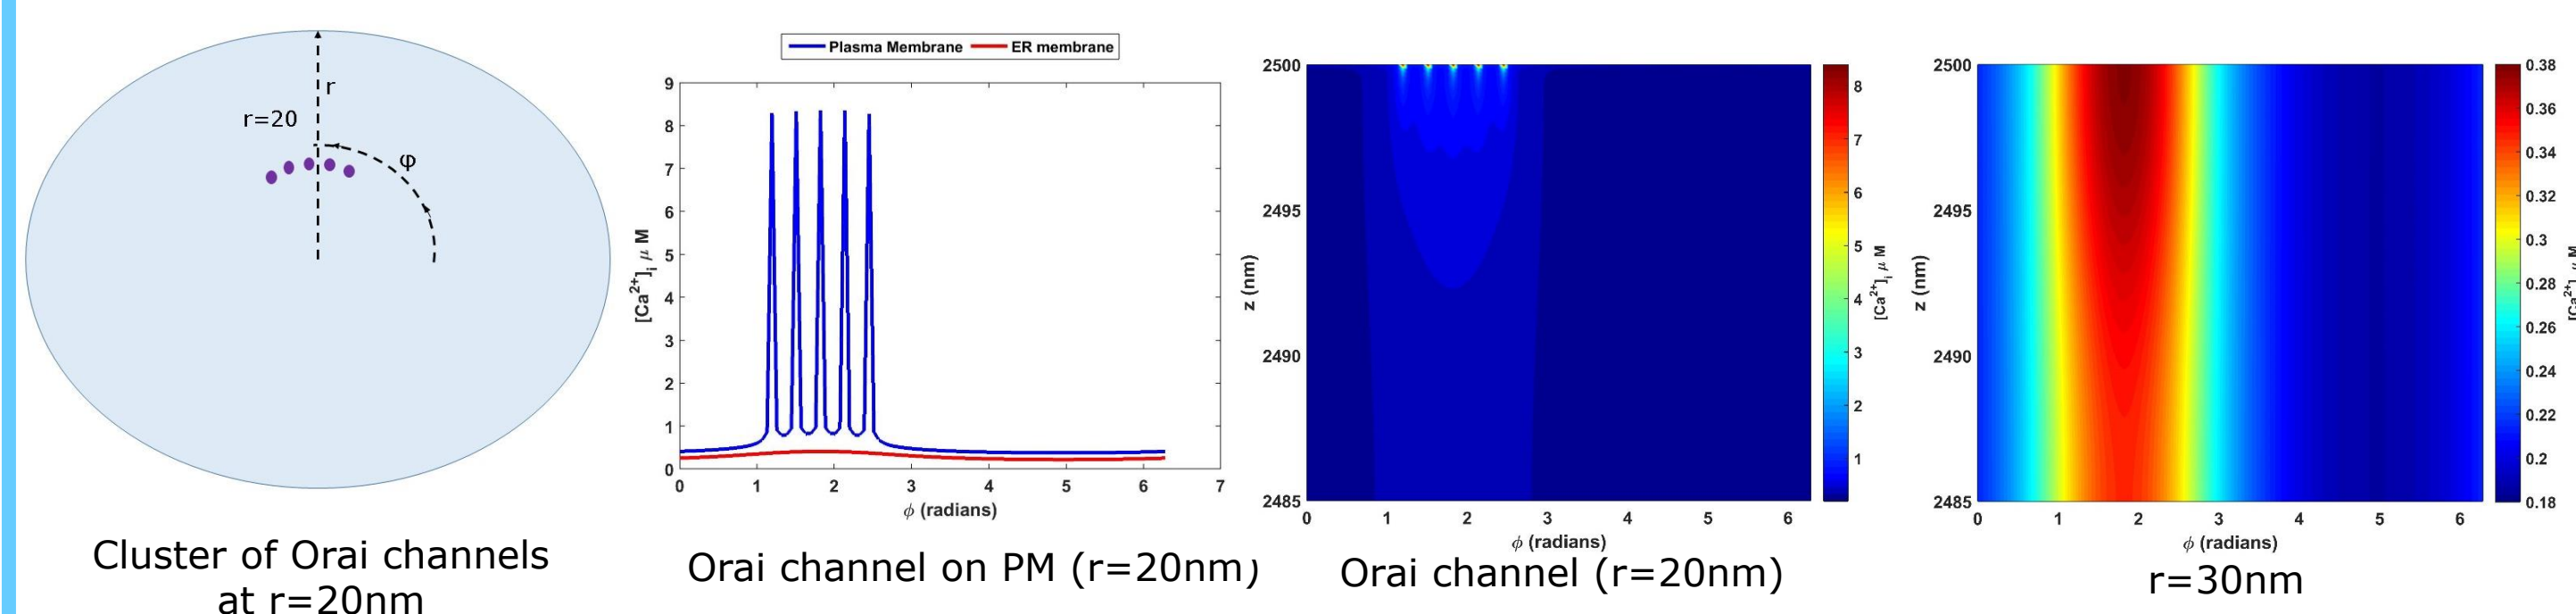 r
r=20
φ
Cluster of Orai channels
at r=20nm
Plasma Membrane
ER membrane
9
8
7
6
5
4
3
2
1
0
[Ca2+]i μ M
0 1 2 3 4 5 6 7
ϕ (radians)
Orai channel on PM (r=20nm)
2500
2495
2490
2485
z (nm)
0 1 2 3 4 5 6
ϕ (radians)
8
7
6
5
4
3
2
1
[Ca2+]i μ M
Orai channel (r=20nm)
2500
2495
2490
2485
z (nm)
0 1 2 3 4 5 6
ϕ (radians)
0.38
0.36
0.34
0.32
0.3
0.28
0.26
0.24
0.22
0.2
0.18
[Ca2+]i μ M
r=30nm